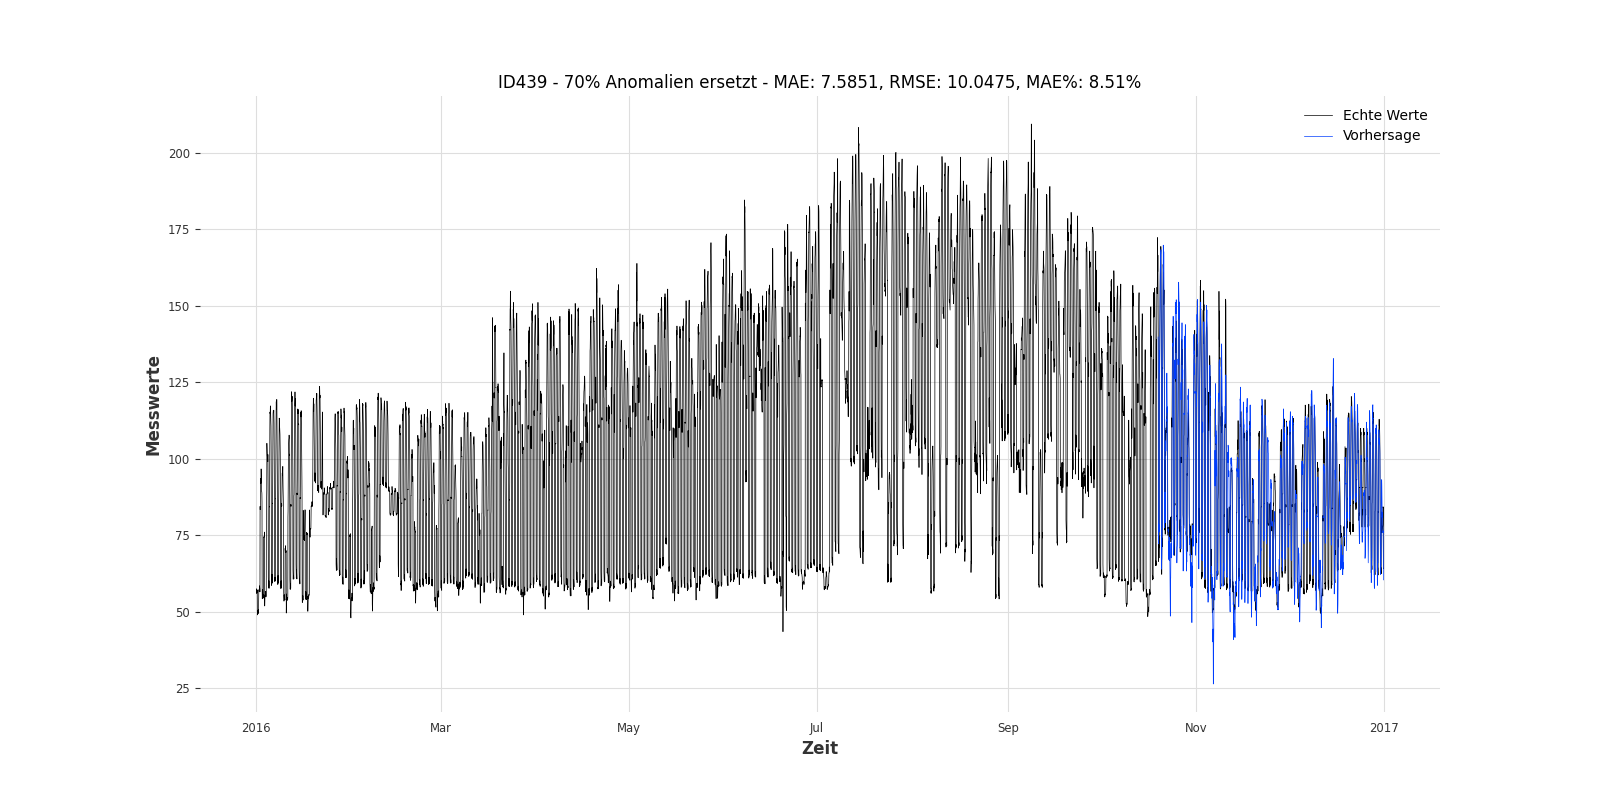 ID439 - 70% Anomalien ersetzt - MAE: 7.5851, RMSE: 10.0475, MAE%: 8.51%
Echte Werte
Vorhersage
200
175
150
125
100
75
50
25
Messwerte
2016
Mar
May
Jul
Sep
Nov
2017
Zeit